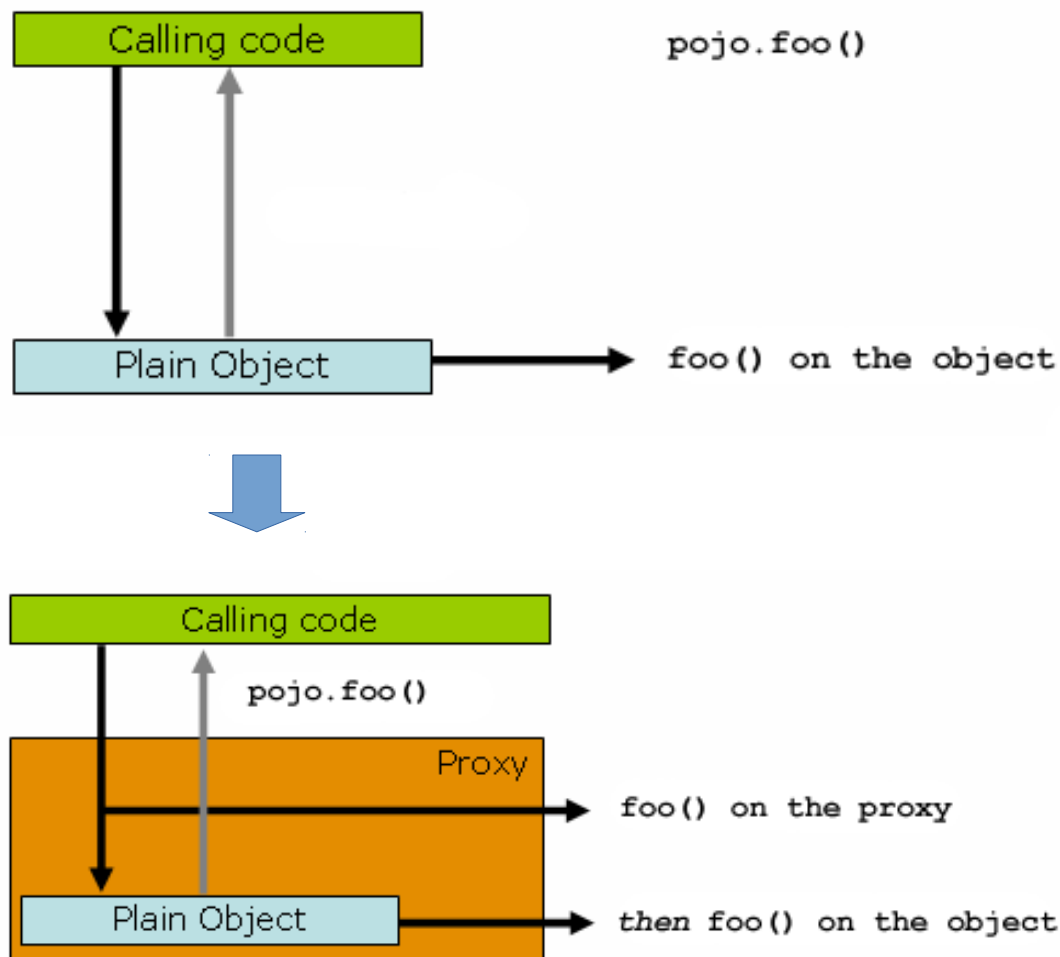 Calling code
pojo.foo()
Plain Object
foo() on the object
Calling code
pojo.foo()
Proxy
foo() on the proxy
Plain Object
then foo() on the object